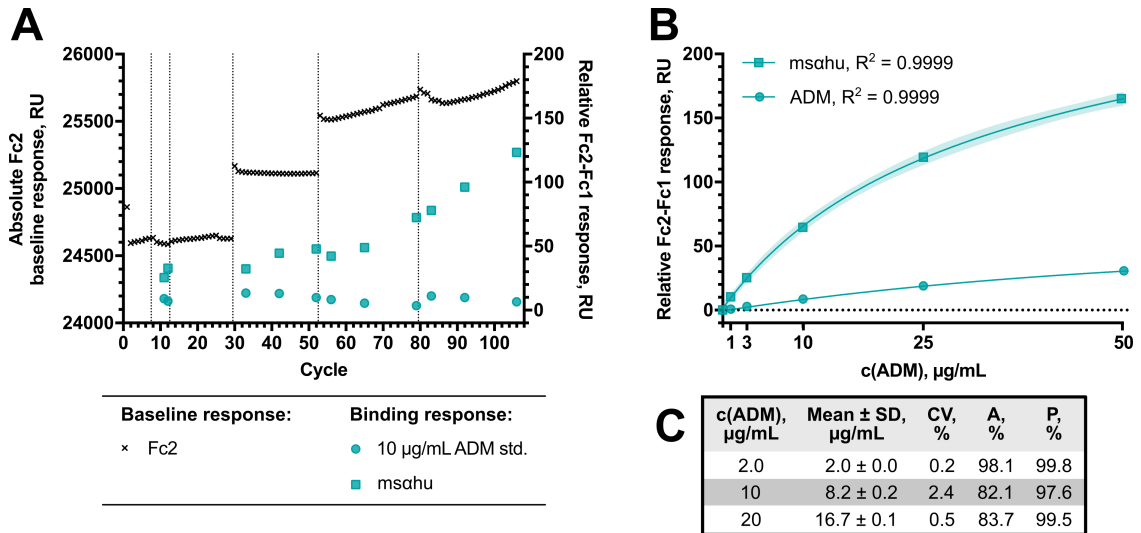 A
26000
25500
25000
24500
24000
Absolute Fc2
baseline response, RU
200
150
100
50
0
Relative Fc2-Fc1
response, RU
0 10 20 30 40 50 60 70 80 90 100
Cycle
Baseline response:
Fc2
Binding response:
10 µg/mL ADM std.
msαhu
B
200
150
100
50
0
Relative Fc2-Fc1 response, RU
msαhu, R² = 0.9999
ADM, R² = 0.9999
1 3 10 25 50
c(ADM), µg/mL
C
c(ADM), Mean ± SD, CV, A, P,
µg/mL µg/mL % % %
2.0 2.0 ± 0.0 0.2 98.1 99.8
10 8.2 ± 0.2 2.4 82.1 97.6
20 16.7 ± 0.1 0.5 83.7 99.5